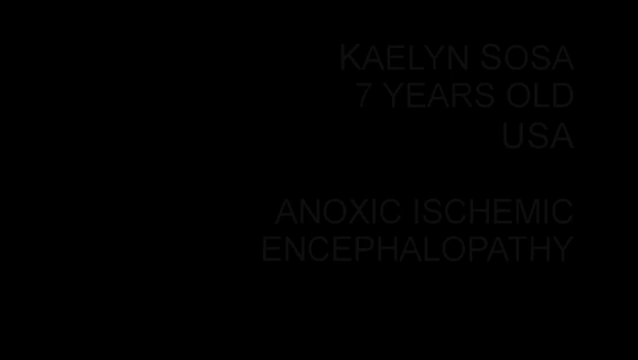 KAELYN SOSA
7 YEARS OLD
USA
ANOXIC ISCHEMIC
ENCEPHALOPATHY